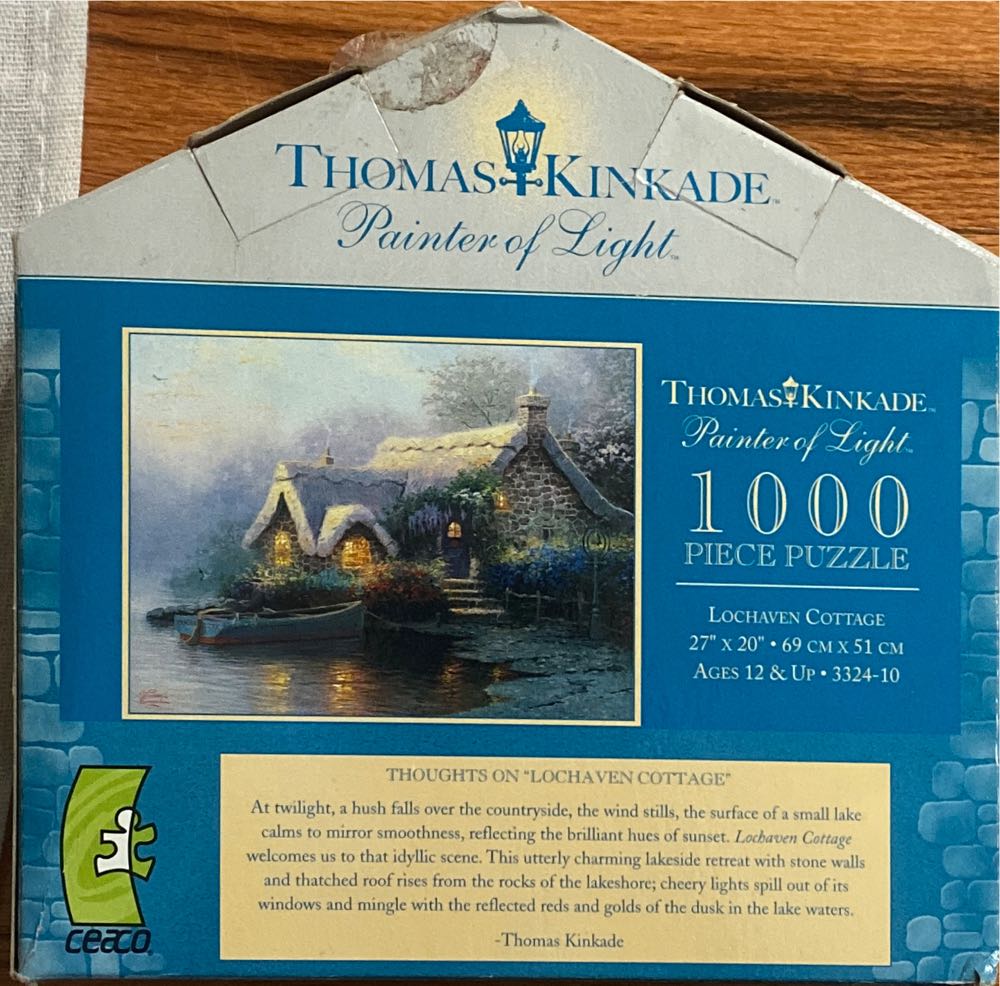 THOMAS KINKADE™
Painter of Light™
THOMAS KINKADE™
Painter of Light™
1000
PIECE PUZZLE
LOCHAVEN COTTAGE
27" X 20" • 69 CM X 51 CM
AGES 12 & UP • 3324-10
THOUGHTS ON "LOCHAVEN COTTAGE"
At twilight, a hush falls over the countryside, the wind stills, the surface of a small lake
calms to mirror smoothness, reflecting the brilliant hues of sunset. Lochaven Cottage
welcomes us to that idyllic scene. This utterly charming lakeside retreat with stone walls
and thatched roof rises from the rocks of the lakeshore; cheery lights spill out of its
windows and mingle with the reflected reds and golds of the dusk in the lake waters.
-Thomas Kinkade
ceaco